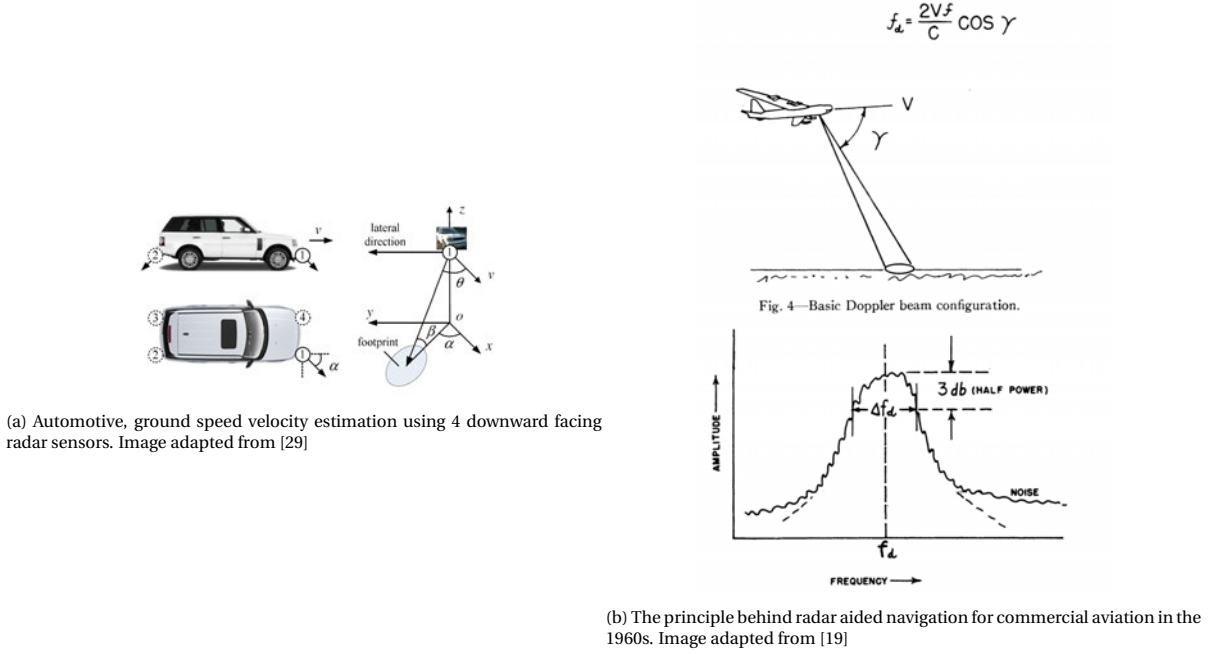 v
2
1
3
4
2
1
α
z
lateral
direction
1
θ
v
y
o
footprint
β
α
x
(a) Automotive, ground speed velocity estimation using 4 downward facing
radar sensors. Image adapted from [29]
f_d = 2Vf/C COS γ
V
γ
Fig. 4—Basic Doppler beam configuration.
3 db (HALF POWER)
Δf_d
AMPLITUDE
NOISE
f_d
FREQUENCY
(b) The principle behind radar aided navigation for commercial aviation in the
1960s. Image adapted from [19]